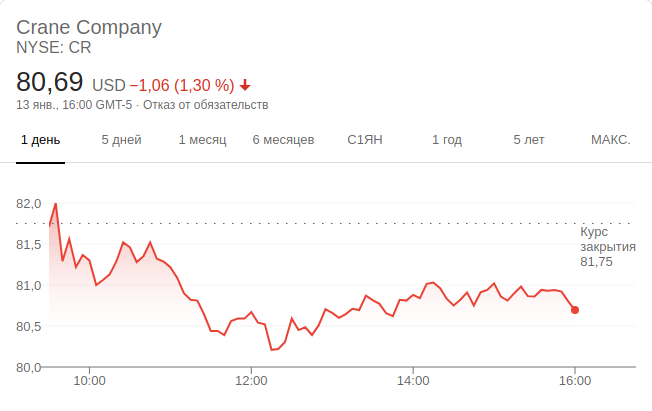 Crane Company
NYSE: CR
80,69 USD −1,06 (1,30 %)
13 янв., 16:00 GMT-5 · Отказ от обязательств
1 день 5 дней 1 месяц 6 месяцев С1ЯН 1 год 5 лет МАКС.
82,0
Курс
закрытия
81,75
81,5
81,0
80,5
80,0
10:00 12:00 14:00 16:00